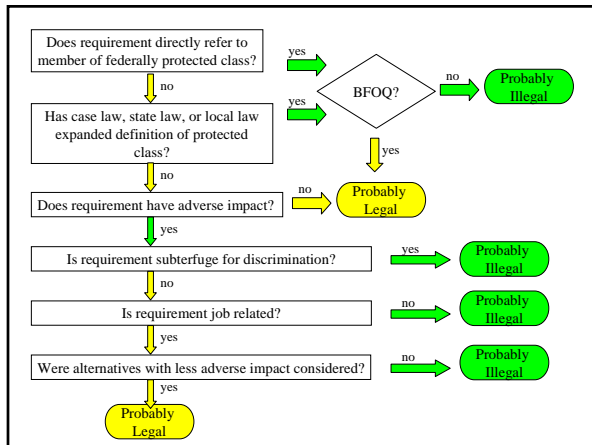 Does requirement directly refer to
member of federally protected class?
yes
no
BFOQ?
no
Probably
Illegal
Has case law, state law, or local law
expanded definition of protected
class?
yes
yes
no
Does requirement have adverse impact?
no
Probably
Legal
yes
Is requirement subterfuge for discrimination?
yes
Probably
Illegal
no
Is requirement job related?
no
Probably
Illegal
yes
Were alternatives with less adverse impact considered?
no
Probably
Illegal
yes
Probably
Legal